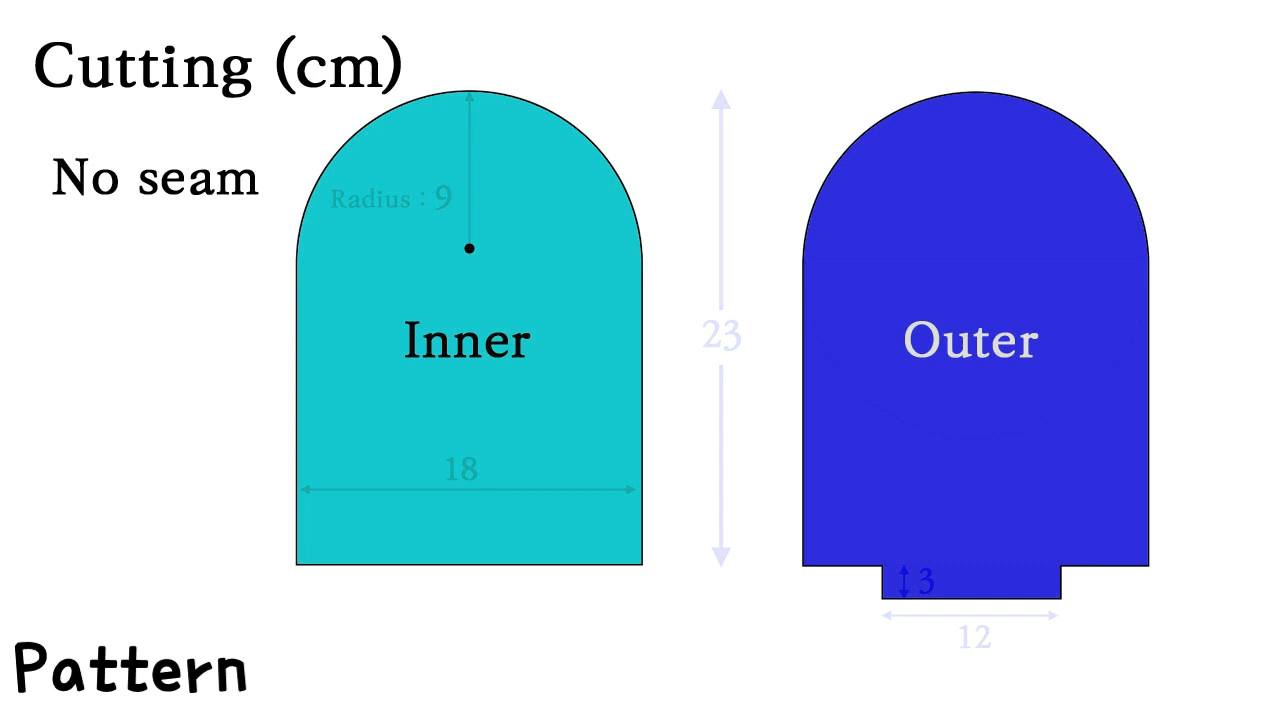 Cutting (cm)
No seam
Radius : 9
Inner
18
23
Outer
3
12
Pattern